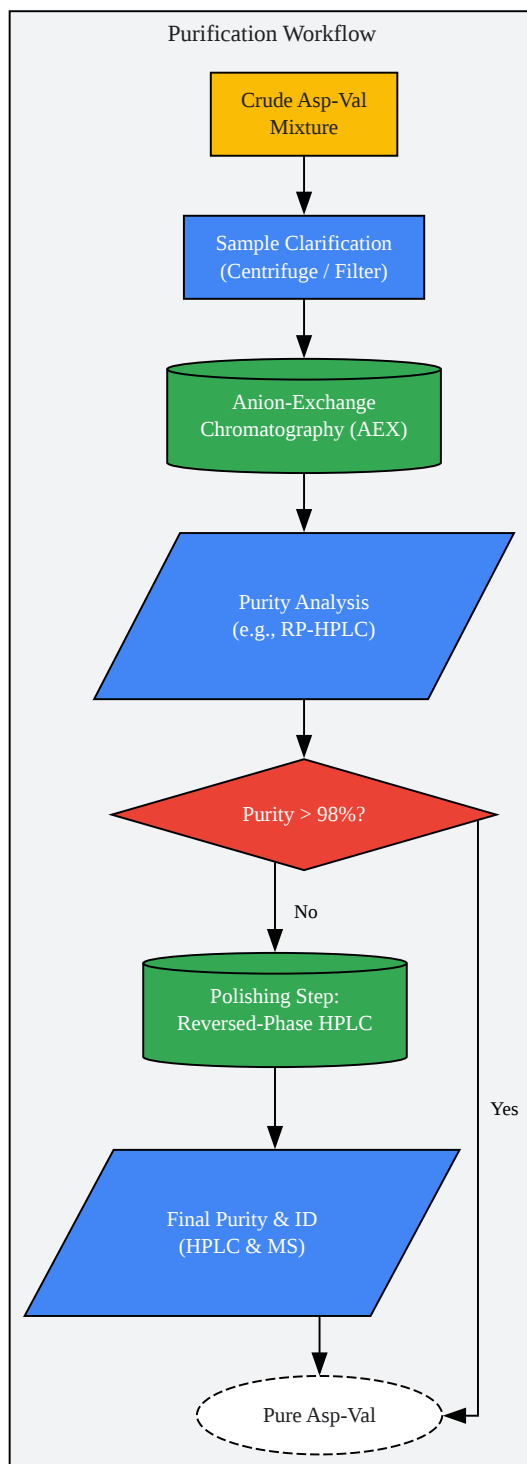 Purification Workflow
Crude Asp-Val
Mixture
Sample Clarification
(Centrifuge / Filter)
Anion-Exchange
Chromatography (AEX)
Purity Analysis
(e.g., RP-HPLC)
Purity > 98%?
No
Polishing Step:
Reversed-Phase HPLC
Yes
Final Purity & ID
(HPLC & MS)
Pure Asp-Val